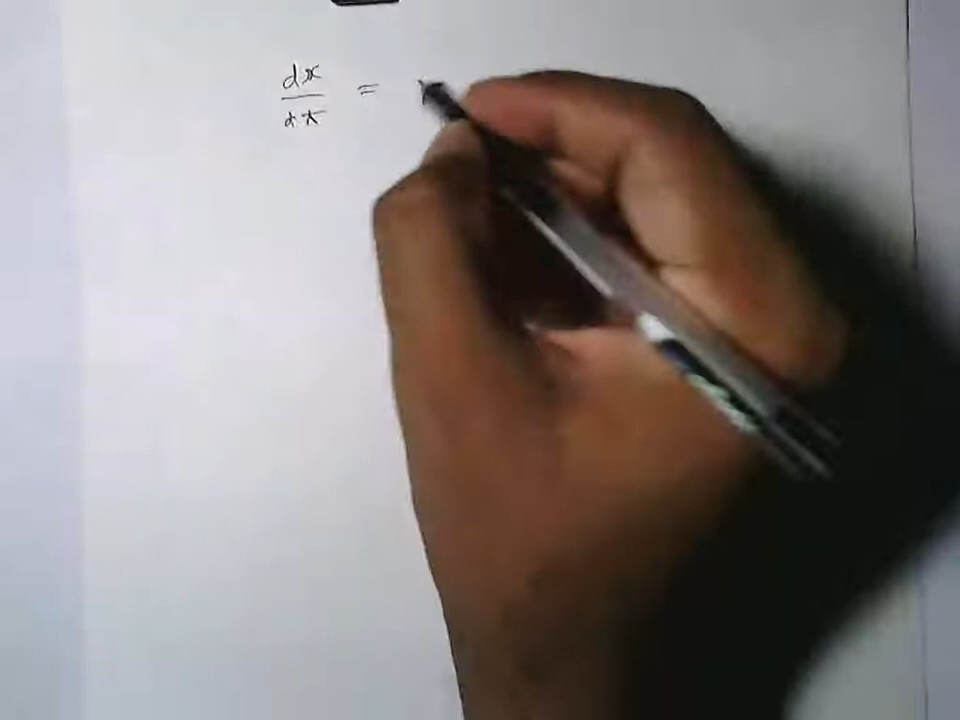 dx/dt =